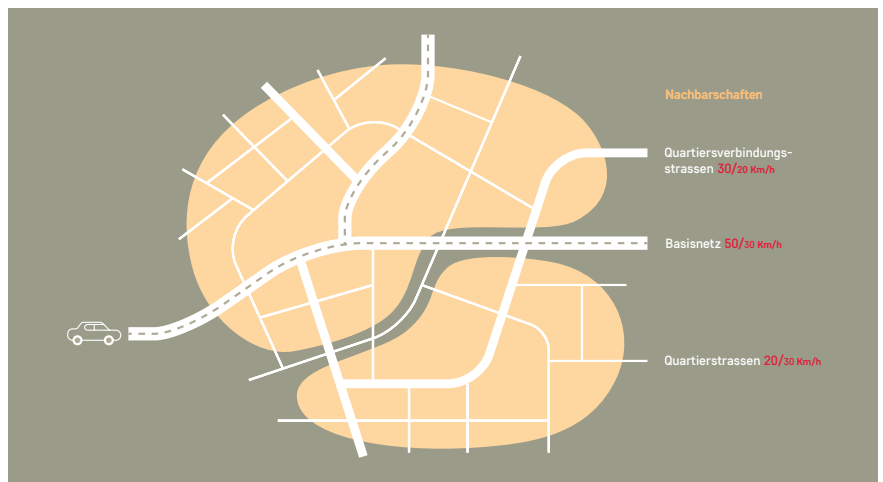 Nachbarschaften
Quartiersverbindungs-
strassen 30/20 Km/h
Basisnetz 50/30 Km/h
Quartierstrassen 20/30 Km/h